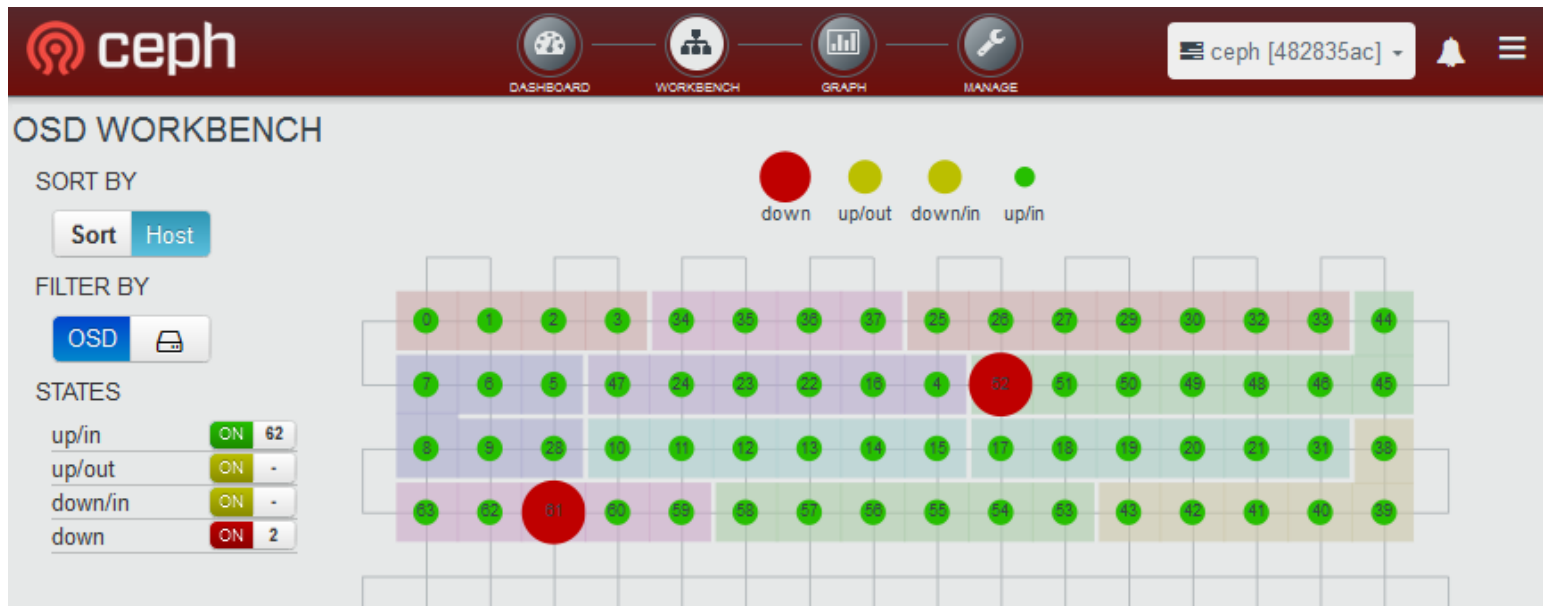 ceph
DASHBOARD WORKBENCH GRAPH MANAGE
ceph [482835ac]
OSD WORKBENCH
SORT BY
Sort Host
FILTER BY
OSD
STATES
up/in ON 62
up/out ON -
down/in ON -
down ON 2
down up/out down/in up/in
0 1 2 3 34 35 36 37 25 26 27 29 30 32 33 44
7 6 5 47 24 23 22 16 4 52 51 50 49 48 46 45
8 9 28 10 11 12 13 14 15 17 18 19 20 21 31 38
63 62 61 60 59 58 57 56 55 54 53 43 42 41 40 39